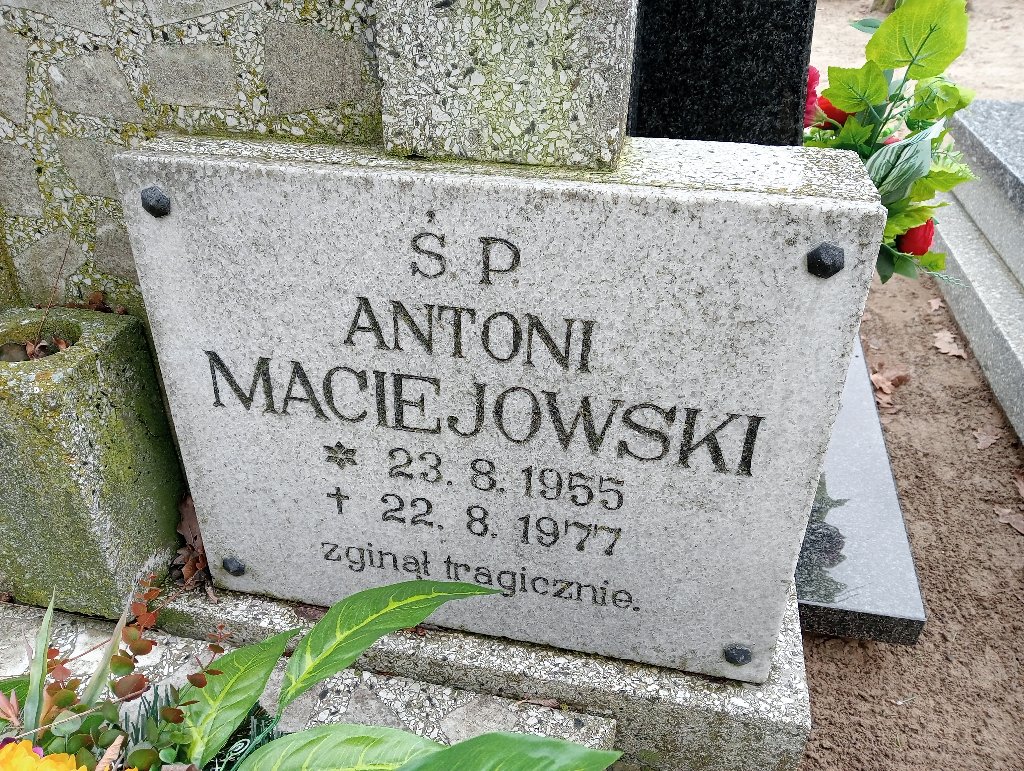 Ś. P.
ANTONI
MACIEJOWSKI
* 23. 8. 1955
† 22. 8. 1977
zginął tragicznie.